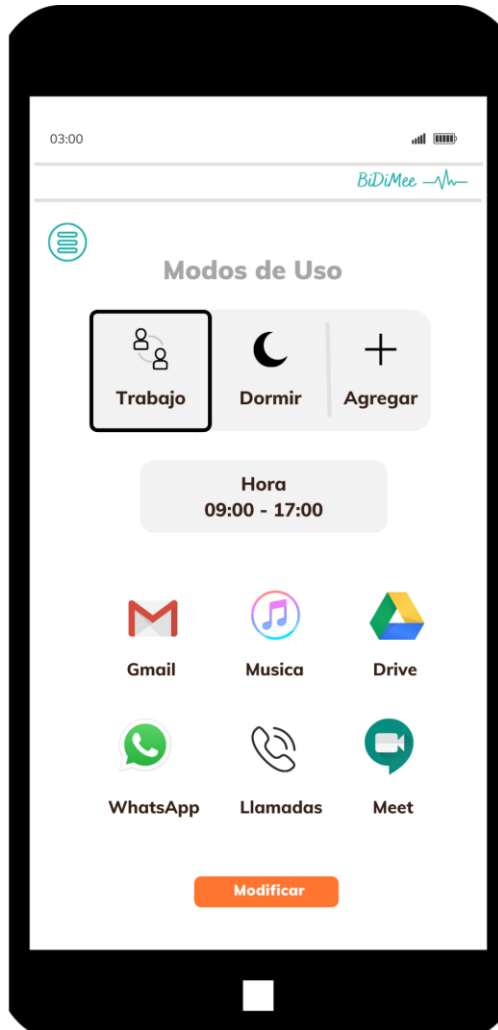 03:00
BiDiMee
Modos de Uso
Trabajo
Dormir
Agregar
Hora
09:00 - 17:00
Gmail
Musica
Drive
WhatsApp
Llamadas
Meet
Modificar